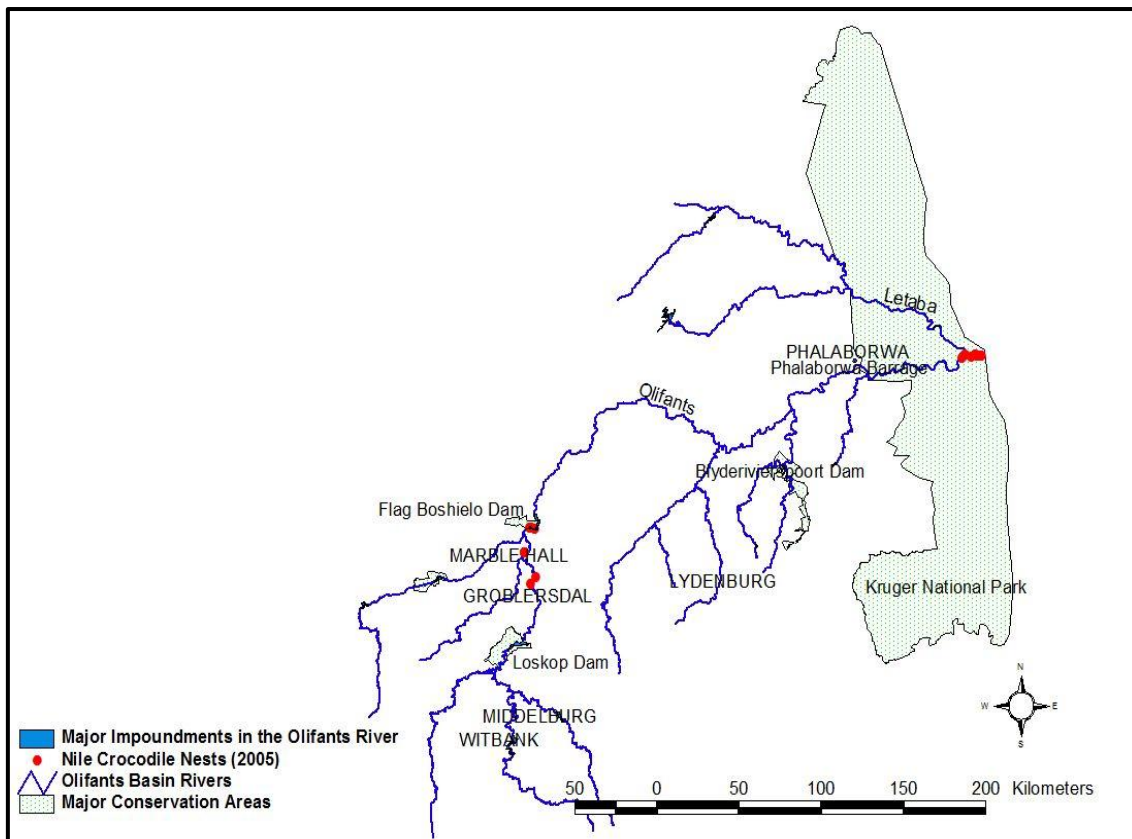 Letaba
PHALABORWA
Phalaborwa Barrage
Olifants
Blyderivierspoort Dam
Flag Boshielo Dam
MARBLE HALL
LYDENBURG
GROBLERSDAL
Kruger National Park
Loskop Dam
MIDDELBURG
WITBANK
N
W E
S
Major Impoundments in the Olifants River
Nile Crocodile Nests (2005)
Olifants Basin Rivers
Major Conservation Areas
50 0 50 100 150 200 Kilometers